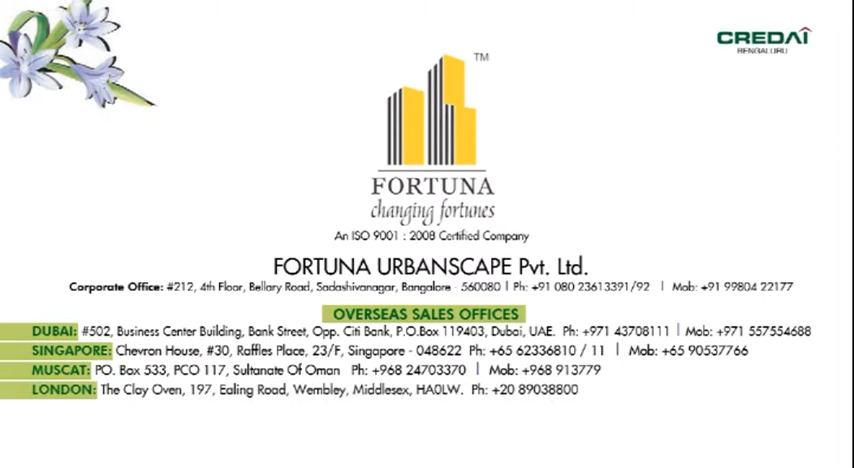 CREDAI
BENGALURU
TM
FORTUNA
changing fortunes
An ISO 9001 : 2008 Certified Company
FORTUNA URBANSCAPE Pvt. Ltd.
Corporate Office: #212, 4th Floor, Bellary Road, Sadashivanagar, Bangalore - 560080 | Ph: +91 080 23613391/92 | Mob: +91 99804 22177
OVERSEAS SALES OFFICES
DUBAI: #502, Business Center Building, Bank Street, Opp. Citi Bank, P.O.Box 119403, Dubai, UAE. Ph: +971 43708111 | Mob: +971 557554688
SINGAPORE: Chevron House, #30, Raffles Place, 23/F, Singapore - 048622 Ph: +65 62336810 / 11 | Mob: +65 90537766
MUSCAT: PO. Box 533, PCO 117, Sultanate Of Oman Ph: +968 24703370 | Mob: +968 913779
LONDON: The Clay Oven, 197, Ealing Road, Wembley, Middlesex, HA0LW. Ph: +20 89038800